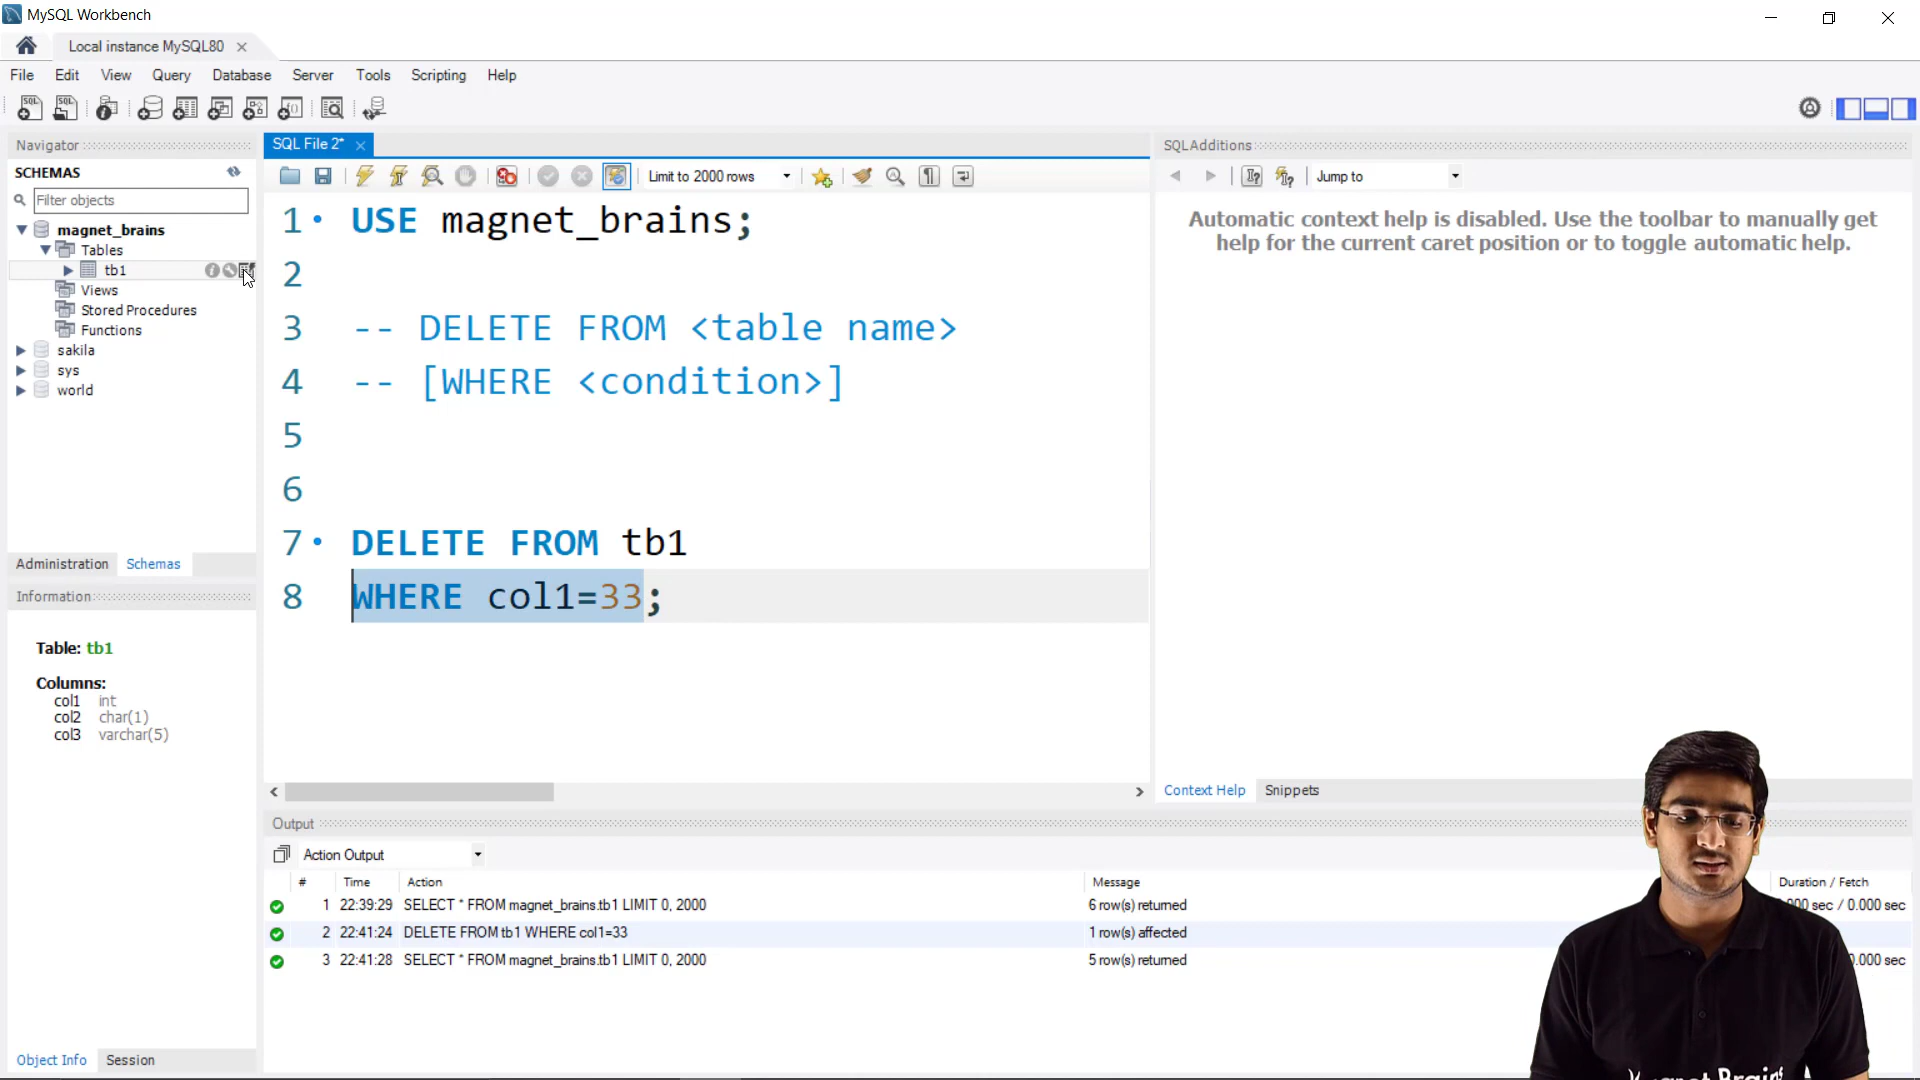 MySQL Workbench
Local instance MySQL80
File Edit View Query Database Server Tools Scripting Help
Navigator
SCHEMAS
Filter objects
magnet_brains
Tables
tb1
Views
Stored Procedures
Functions
sakila
sys
world
Administration Schemas
Information
Table: tb1
Columns:
col1 int
col2 char(1)
col3 varchar(5)
Object Info Session
SQL File 2*
Limit to 2000 rows
1 USE magnet_brains;
2
3 -- DELETE FROM <table name>
4 -- [WHERE <condition>]
5
6
7 DELETE FROM tb1
8 WHERE col1=33;
SQLAdditions
Jump to
Automatic context help is disabled. Use the toolbar to manually get
help for the current caret position or to toggle automatic help.
Context Help Snippets
Output
Action Output
# Time Action Message Duration / Fetch
1 22:39:29 SELECT * FROM magnet_brains.tb1 LIMIT 0, 2000 6 row(s) returned 000 sec / 0.000 sec
2 22:41:24 DELETE FROM tb1 WHERE col1=33 1 row(s) affected
3 22:41:28 SELECT * FROM magnet_brains.tb1 LIMIT 0, 2000 5 row(s) returned 0.000 sec